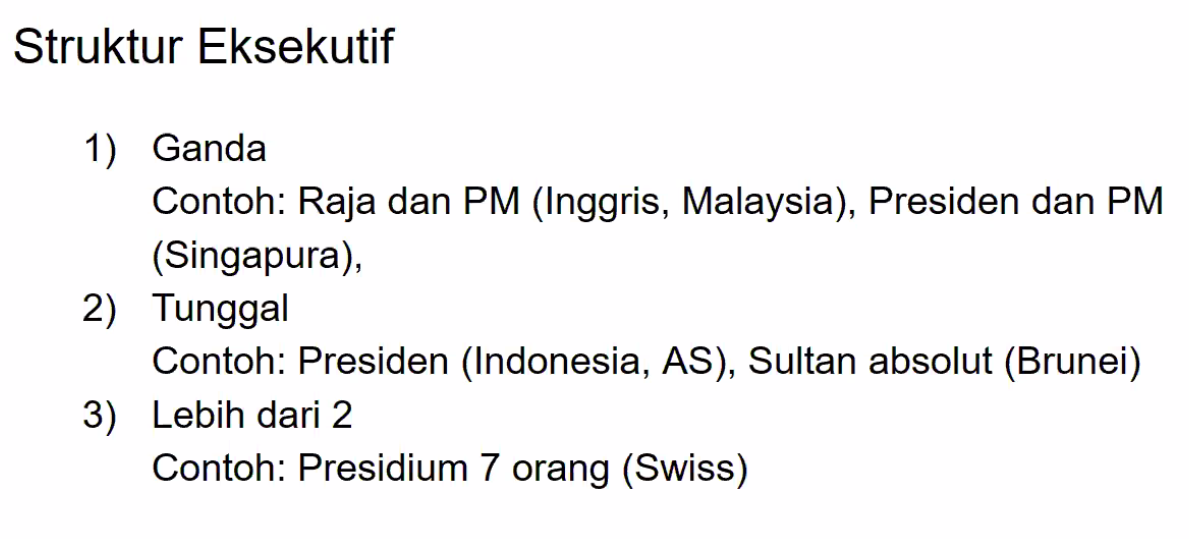 Struktur Eksekutif
1) Ganda
Contoh: Raja dan PM (Inggris, Malaysia), Presiden dan PM
(Singapura),
2) Tunggal
Contoh: Presiden (Indonesia, AS), Sultan absolut (Brunei)
3) Lebih dari 2
Contoh: Presidium 7 orang (Swiss)